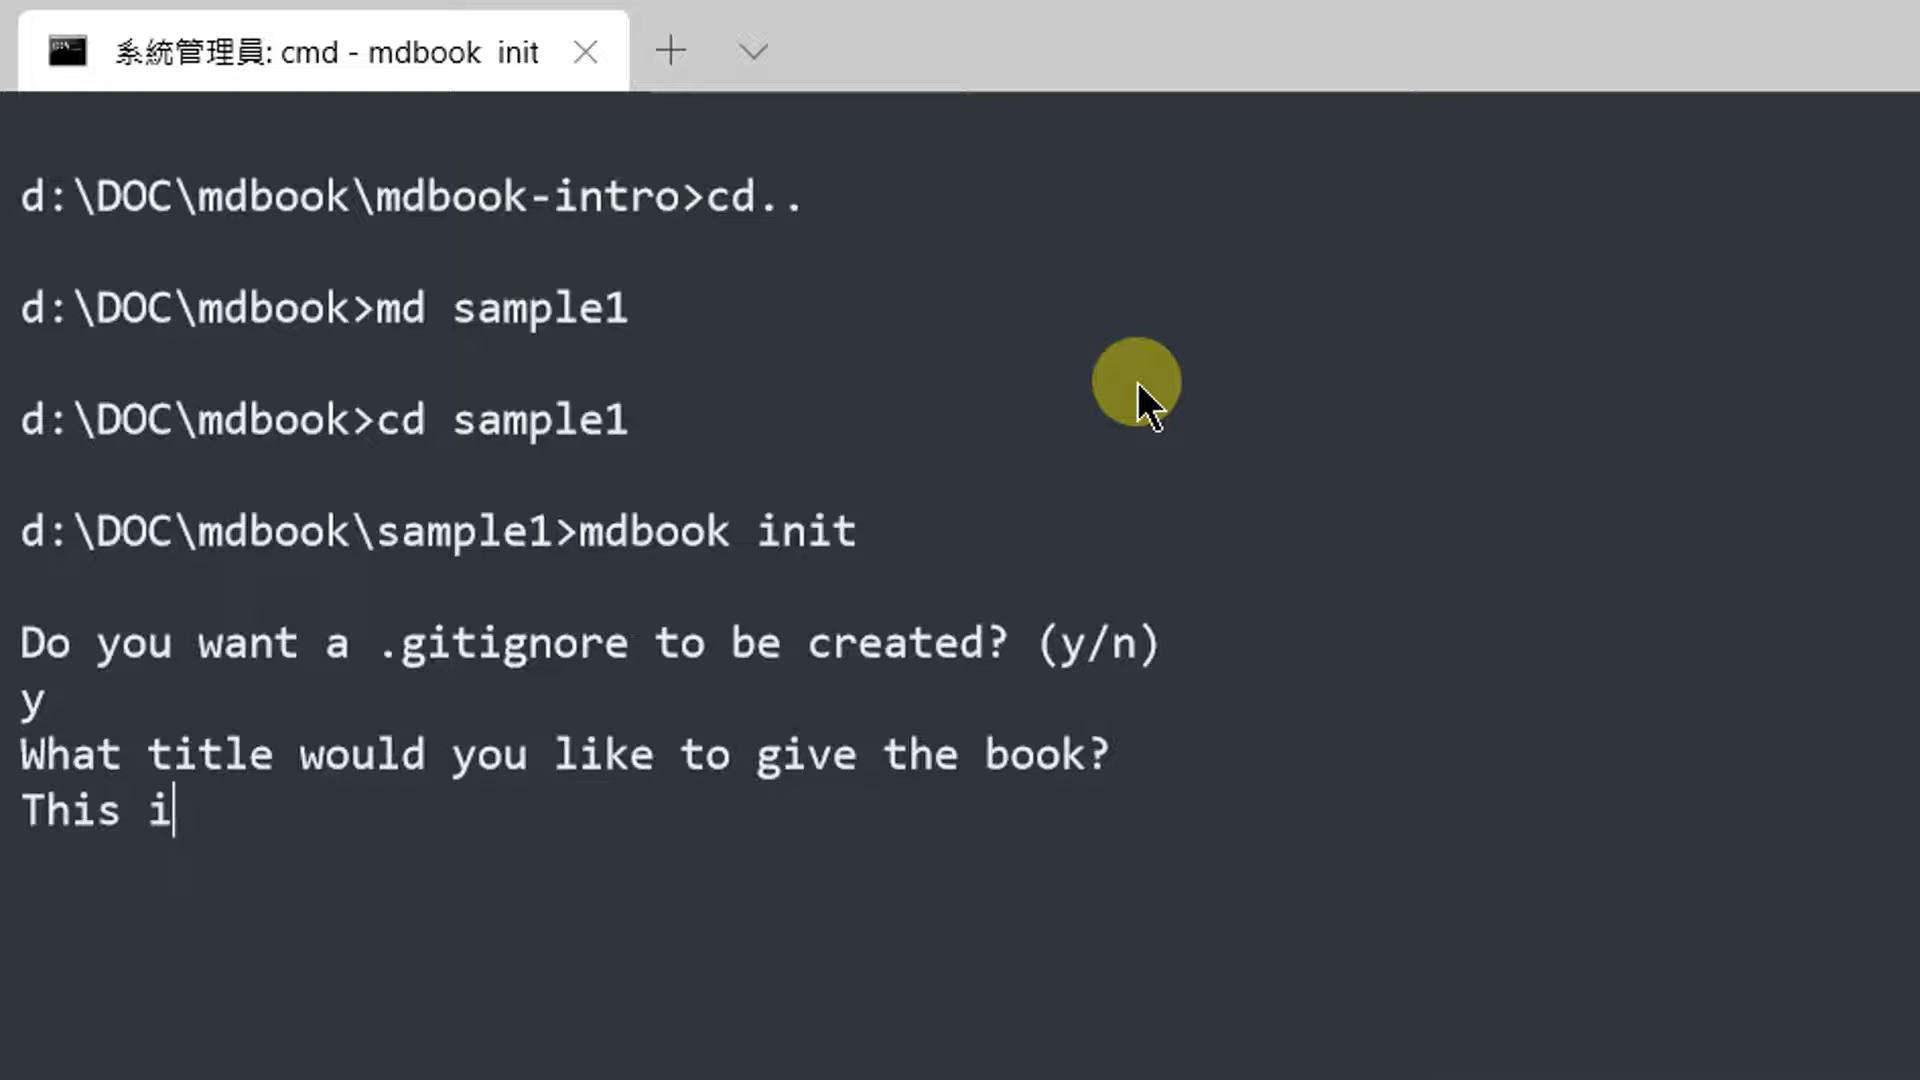 系統管理員: cmd - mdbook  init
d:\DOC\mdbook\mdbook-intro>cd..
d:\DOC\mdbook>md sample1
d:\DOC\mdbook>cd sample1
d:\DOC\mdbook\sample1>mdbook init
Do you want a .gitignore to be created? (y/n)
y
What title would you like to give the book?
This i